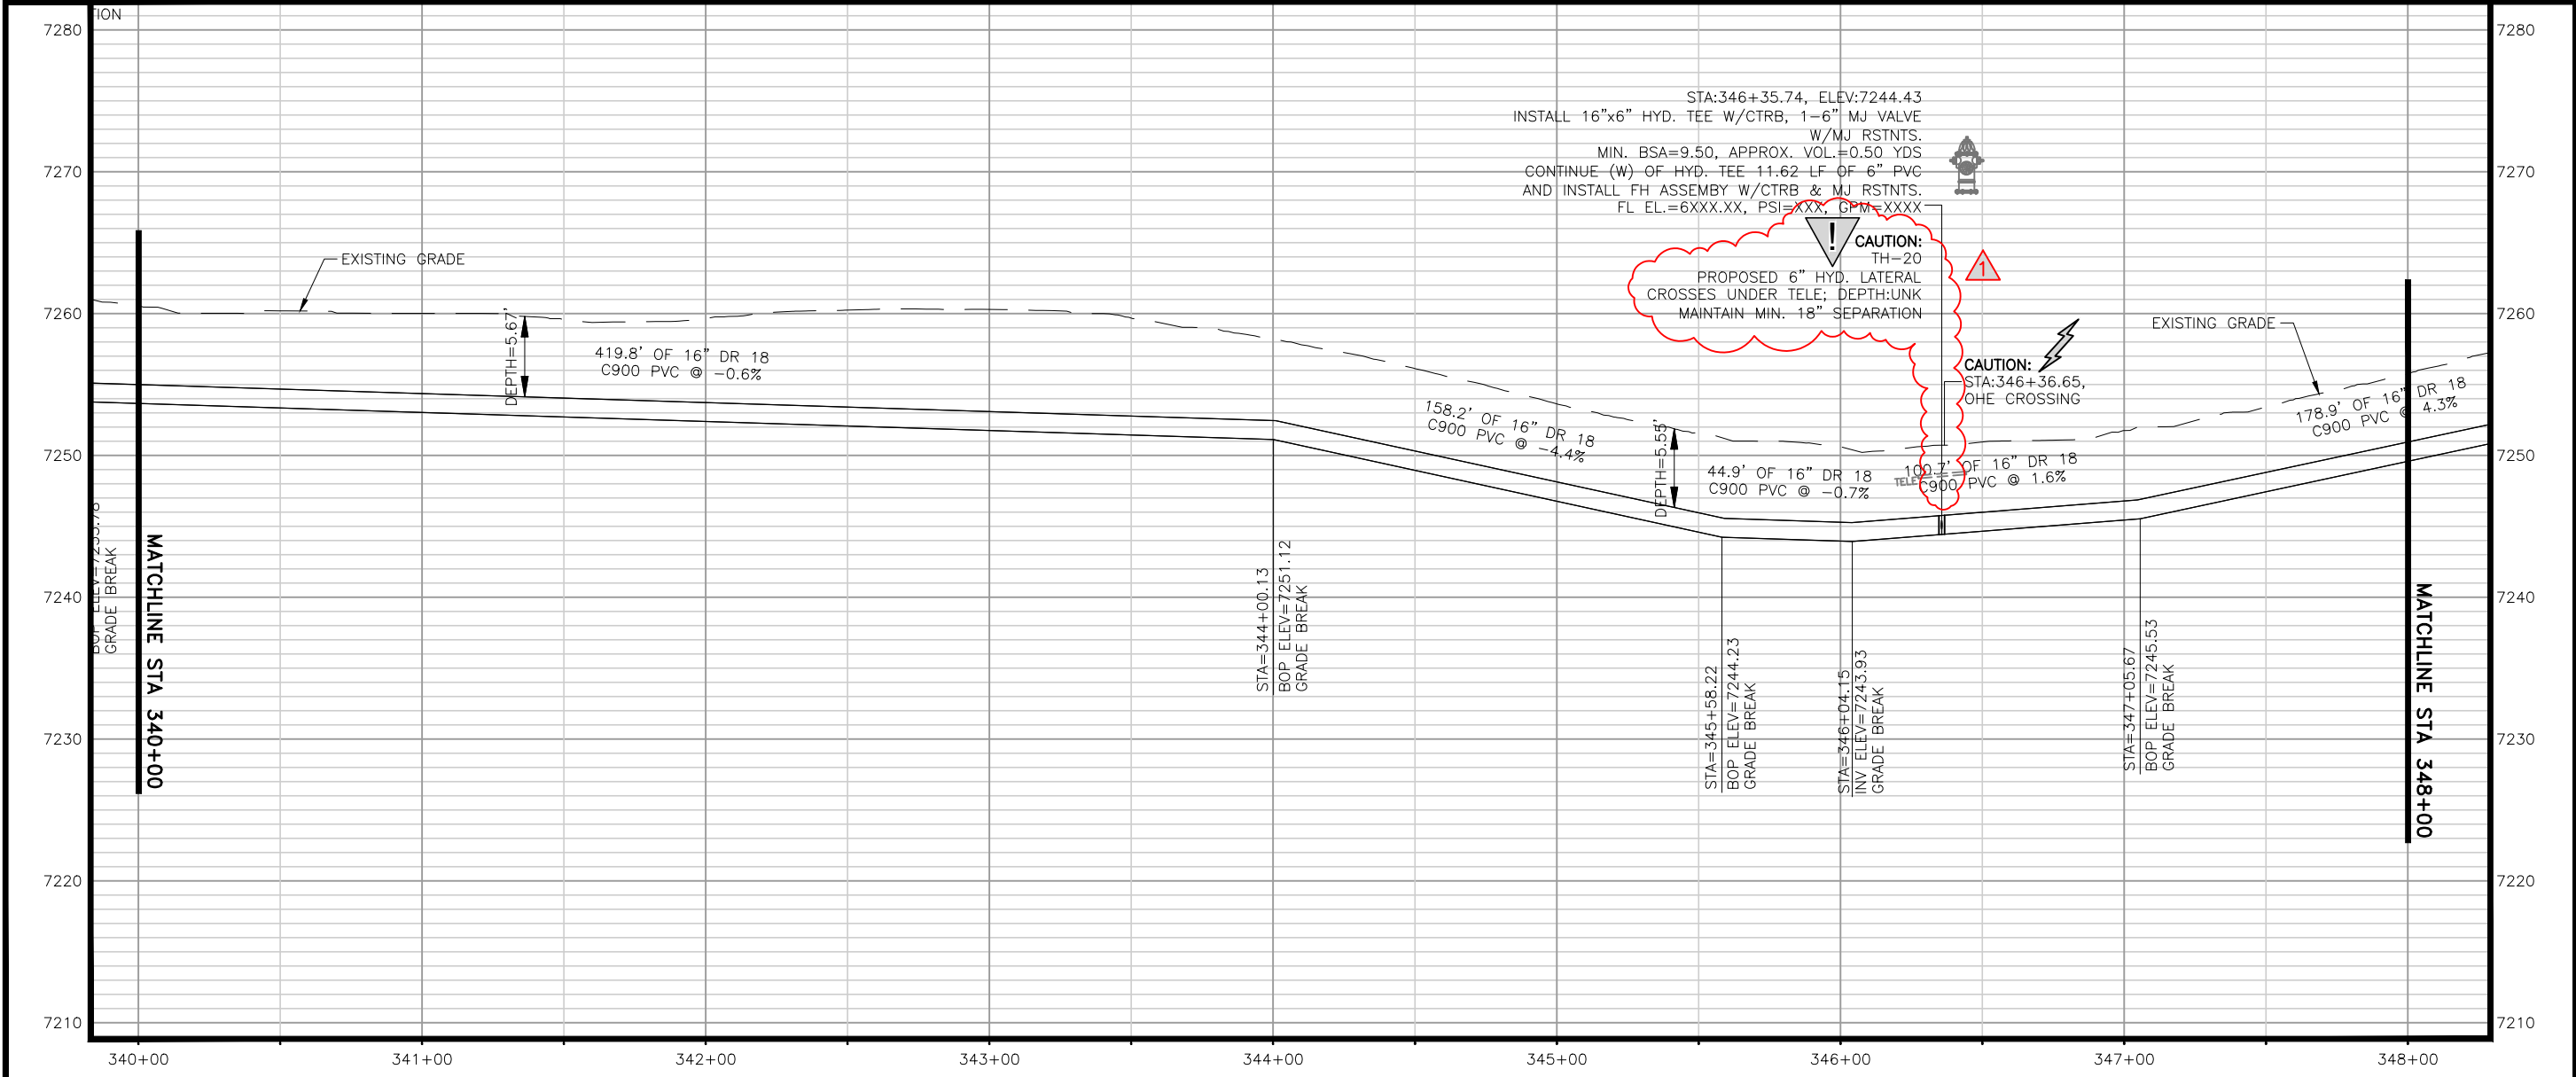 TION
7280
7270
7260
7250
7240
7230
7220
7210
7280
7270
7260
7250
7240
7230
7220
7210
STA:346+35.74, ELEV:7244.43
INSTALL 16"x6" HYD. TEE W/CTRB, 1-6" MJ VALVE
W/MJ RSTNTS.
MIN. BSA=9.50, APPROX. VOL.=0.50 YDS
CONTINUE (W) OF HYD. TEE 11.62 LF OF 6" PVC
AND INSTALL FH ASSEMBY W/CTRB & MJ RSTNTS.
FL EL.=6XXX.XX, PSI=XXX, GPM=XXXX
!
CAUTION:
TH-20
PROPOSED 6" HYD. LATERAL
CROSSES UNDER TELE; DEPTH:UNK
MAINTAIN MIN. 18" SEPARATION
1
EXISTING GRADE
DEPTH=5.67'
419.8' OF 16" DR 18
C900 PVC @ -0.6%
158.2' OF 16" DR 18
C900 PVC @ -4.4%
DEPTH=5.55'
44.9' OF 16" DR 18
C900 PVC @ -0.7%
TELE
100.7' OF 16" DR 18
C900 PVC @ 1.6%
CAUTION:
STA:346+36.65,
OHE CROSSING
EXISTING GRADE
178.9' OF 16" DR 18
C900 PVC @ 4.3%
GRADE BREAK
MATCHLINE STA 340+00
STA=344+00.13
BOP ELEV=7251.12
GRADE BREAK
STA=345+58.22
BOP ELEV=7244.23
GRADE BREAK
STA=346+04.15
INV ELEV=7243.93
GRADE BREAK
STA=347+05.67
BOP ELEV=7245.53
GRADE BREAK
MATCHLINE STA 348+00
340+00
341+00
342+00
343+00
344+00
345+00
346+00
347+00
348+00